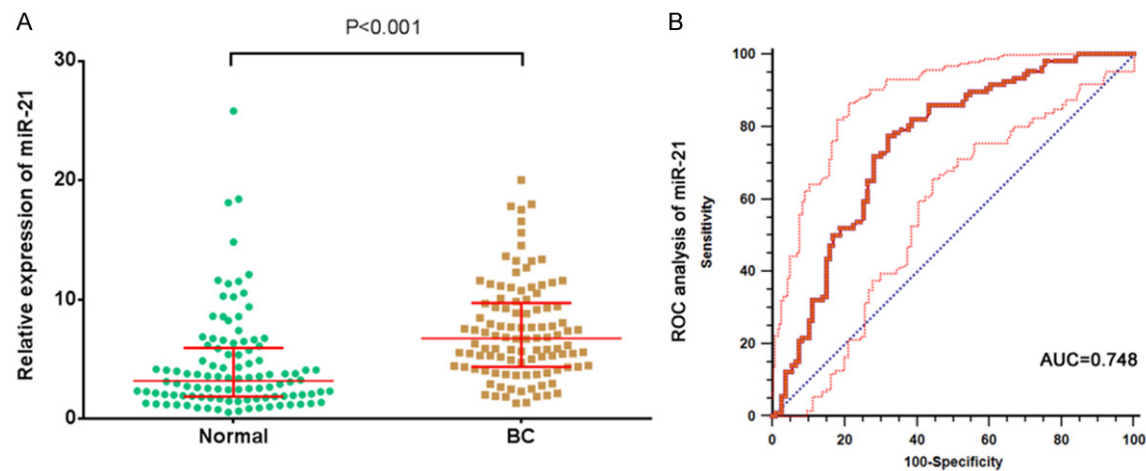 A
P<0.001
30
20
10
0
Relative expression of miR-21
Normal
BC
B
100
80
60
40
20
0
ROC analysis of miR-21
Sensitivity
AUC=0.748
0
20
40
60
80
100
100-Specificity